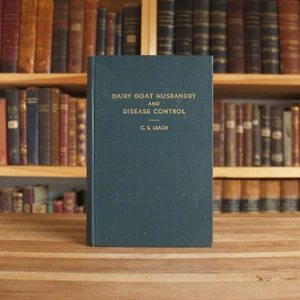 DAIRY GOAT HUSBANDRY
AND
DISEASE CONTROL
C. E. LEACH